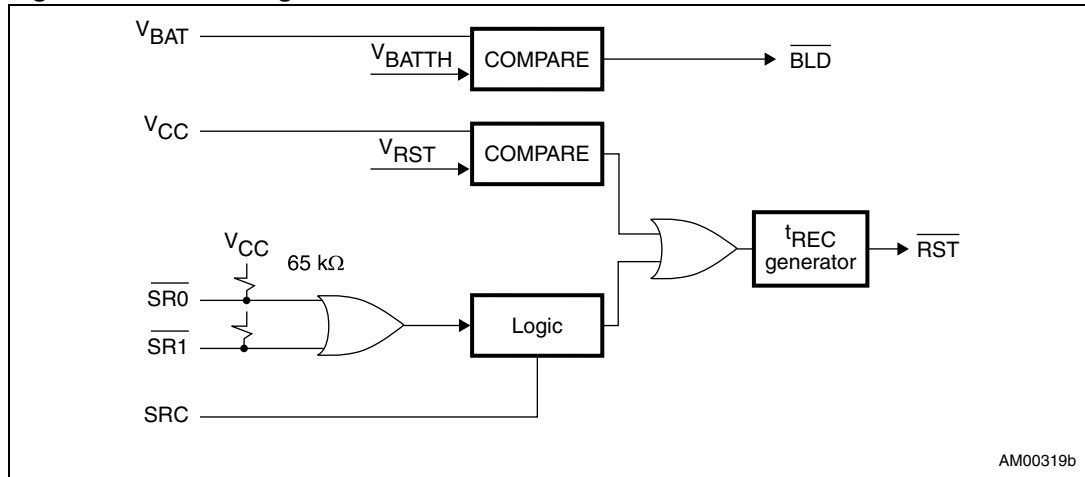 VBAT
VBATTH
COMPARE
BLD
VCC
VRST
COMPARE
VCC
65 kΩ
tREC
generator
RST
SR0
SR1
Logic
SRC
AM00319b